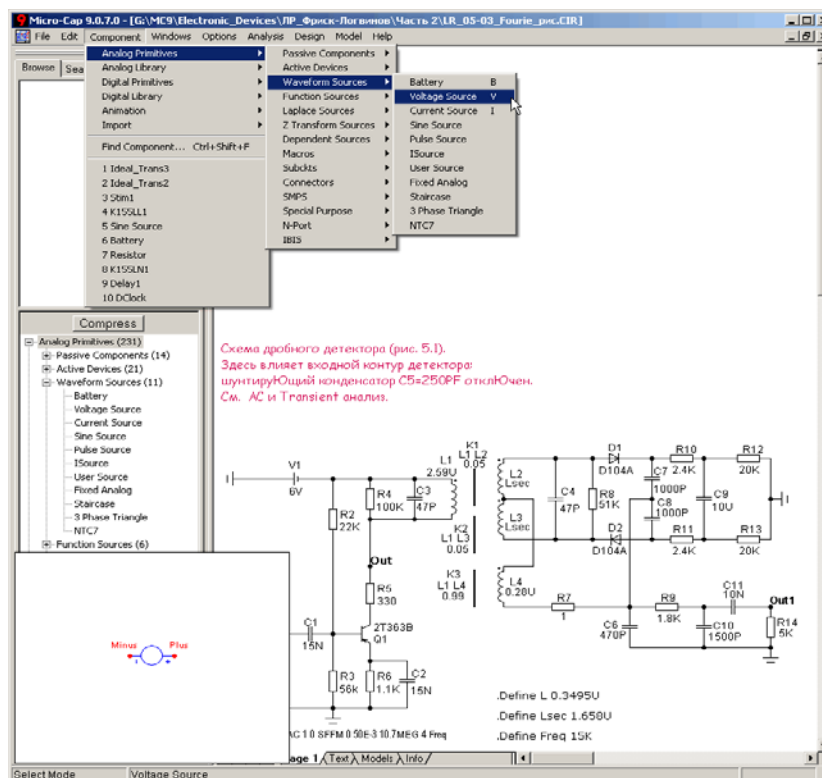 Micro-Cap 9.0.7.0 - [G:\MC9\Electronic_Devices\ЛР_Фриск-Логвинов\Часть 2\LR_05-03_Fourie_рис.CIR]
File Edit Component Windows Options Analysis Design Model Help
Browse Sea
Analog Primitives
Analog Library
Digital Primitives
Digital Library
Animation
Import
Find Component... Ctrl+Shift+F
1 Ideal_Trans3
2 Ideal_Trans2
3 Stim1
4 K155LL1
5 Sine Source
6 Battery
7 Resistor
8 K155LN1
9 Delay1
10 DClock
Passive Components
Active Devices
Waveform Sources
Function Sources
Laplace Sources
Z Transform Sources
Dependent Sources
Macros
Subckts
Connectors
SMPS
Special Purpose
N-Port
IBIS
Battery B
Voltage Source V
Current Source I
Sine Source
Pulse Source
ISource
User Source
Fixed Analog
Staircase
3 Phase Triangle
NTC7
Compress
Analog Primitives (231)
Passive Components (14)
Active Devices (21)
Waveform Sources (11)
Battery
Voltage Source
Current Source
Sine Source
Pulse Source
ISource
User Source
Fixed Analog
Staircase
3 Phase Triangle
NTC7
Function Sources (6)
Minus Plus
Схема дробного детектора (рис. 5.1).
Здесь влияет входной контур детектора:
шунтируЮщий конденсатор C5=250PF отклЮчен.
См. AC и Transient анализ.
V1
6V
R2
22K
R4
100K
C3
47P
L1
2.59U
K1
L1 L2
0.05
K2
L1 L3
0.05
K3
L1 L4
0.99
L2
Lsec
L3
Lsec
L4
0.28U
C4
47P
R8
51K
D1
D104A
D2
D104A
C7
1000P
C8
1000P
R10
2.4K
R11
2.4K
C9
10U
R12
20K
R13
20K
Out
R5
330
2T363B
Q1
C1
15N
R3
56k
R6
1.1K
C2
15N
R7
1
C6
470P
R9
1.8K
C10
1500P
C11
10N
Out1
R14
5K
.Define L 0.3495U
.Define Lsec 1.658U
.Define Freq 15K
AC 1 0 SFFM 0 50E-3 10.7MEG 4 Freq
age 1 Text Models Info
Select Mode Voltage Source